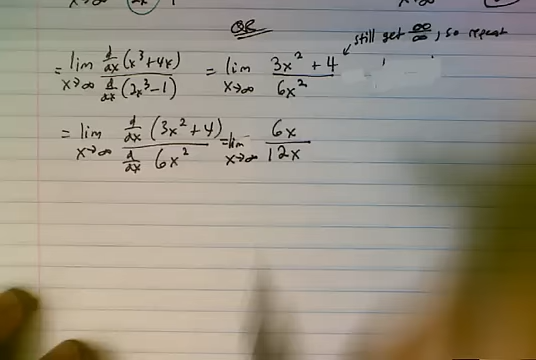 OR
still get ∞/∞, so repeat
= lim x→∞ d/dx (x³+4x) / d/dx (2x³-1) = lim x→∞ 3x² + 4 / 6x²
= lim x→∞ d/dx (3x²+4) / d/dx 6x² = lim x→∞ 6x / 12x